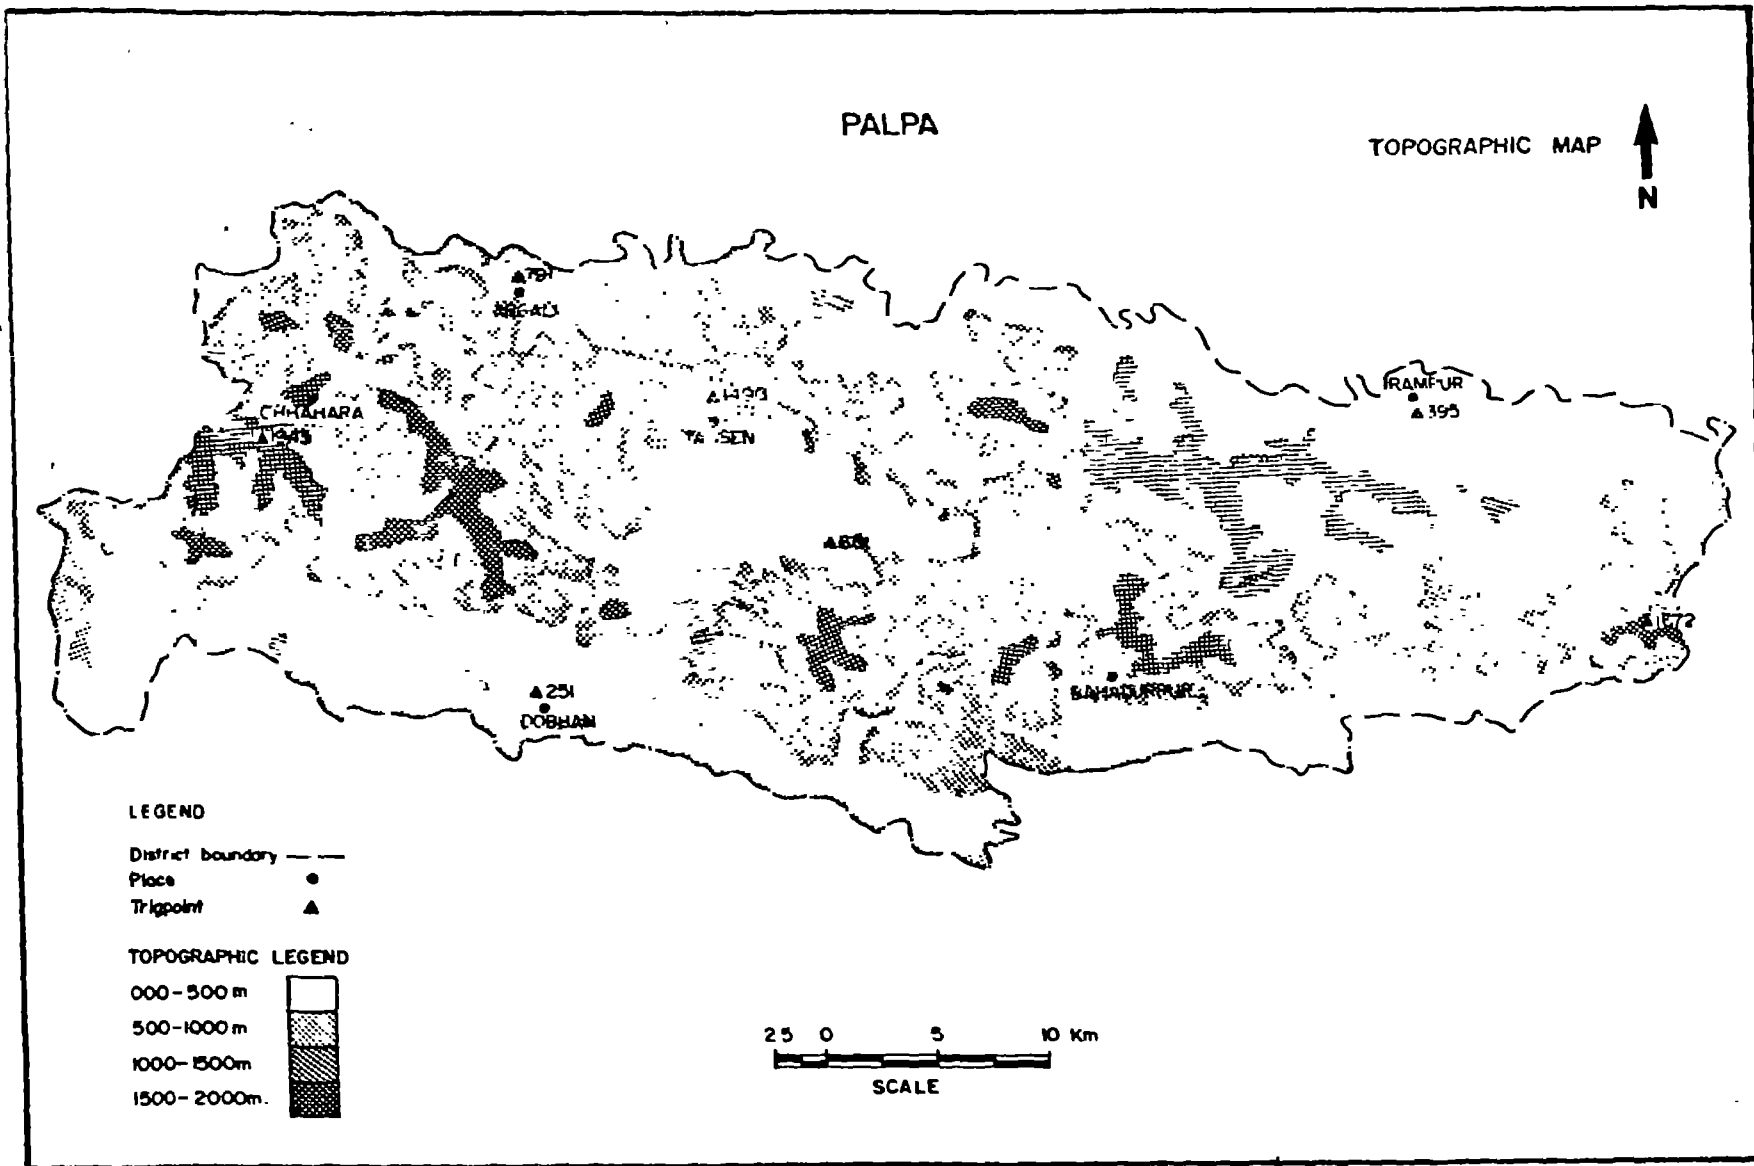 PALPA
TOPOGRAPHIC MAP
N
CHHAHARA
RAMPUR
395
251
DOBHAN
BAHADURPUR
LEGEND
District boundary
Place
Trigpoint
TOPOGRAPHIC LEGEND
000-500 m
500-1000 m
1000-1500m
1500-2000m.
2.5 0 5 10 Km
SCALE